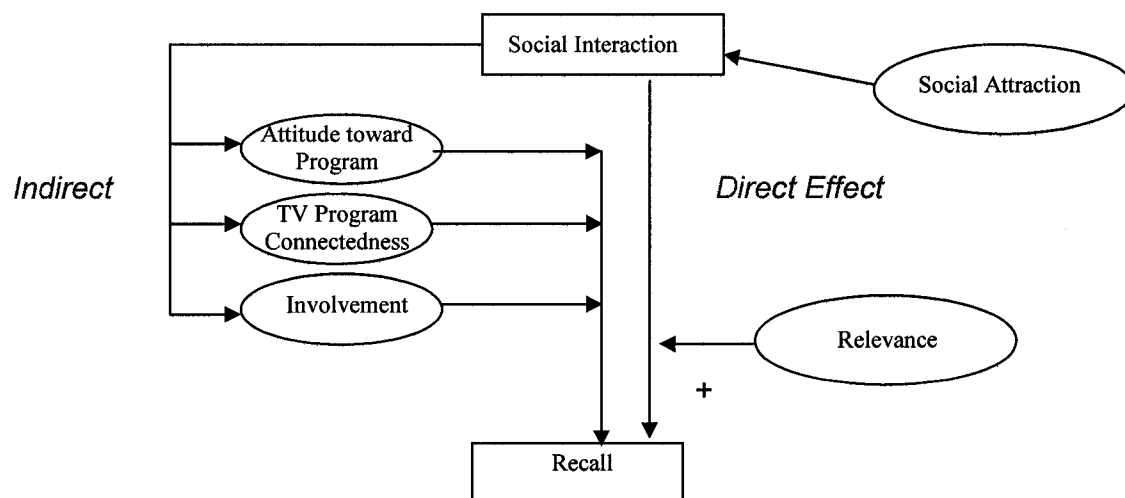 Social Interaction
Social Attraction
Attitude toward
Program
Indirect
Direct Effect
TV Program
Connectedness
Involvement
Relevance
+
Recall